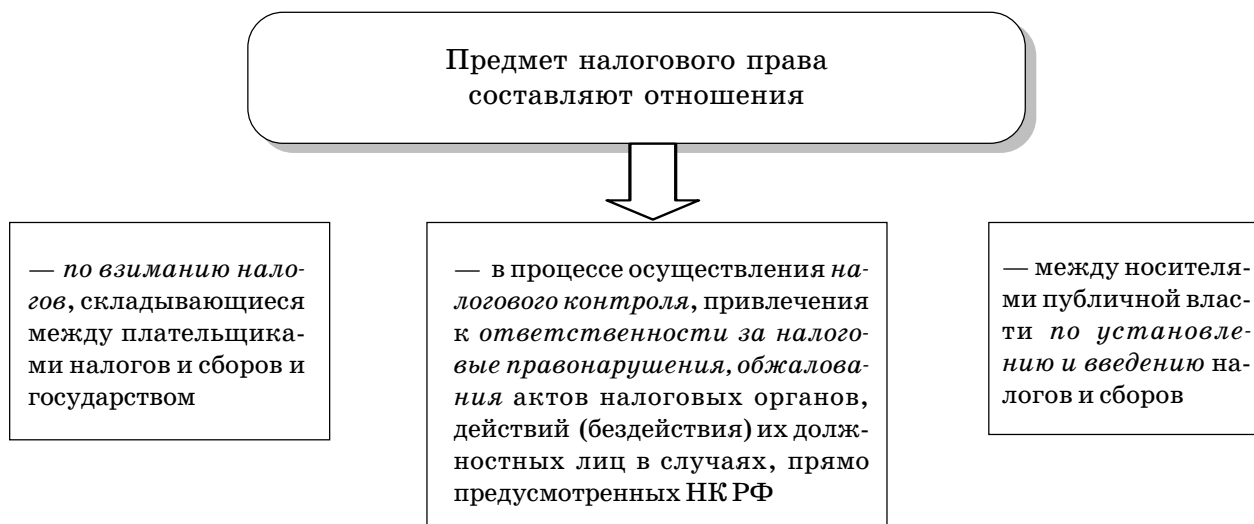 Предмет налогового права
составляют отношения
— по взиманию нало-
гов, складывающиеся
между плательщика-
ми налогов и сборов и
государством
— в процессе осуществления на-
логового контроля, привлечения
к ответственности за налого-
вые правонарушения, обжалова-
ния актов налоговых органов,
действий (бездействия) их долж-
ностных лиц в случаях, прямо
предусмотренных НК РФ
— между носителя-
ми публичной влас-
ти по установле-
нию и введению на-
логов и сборов